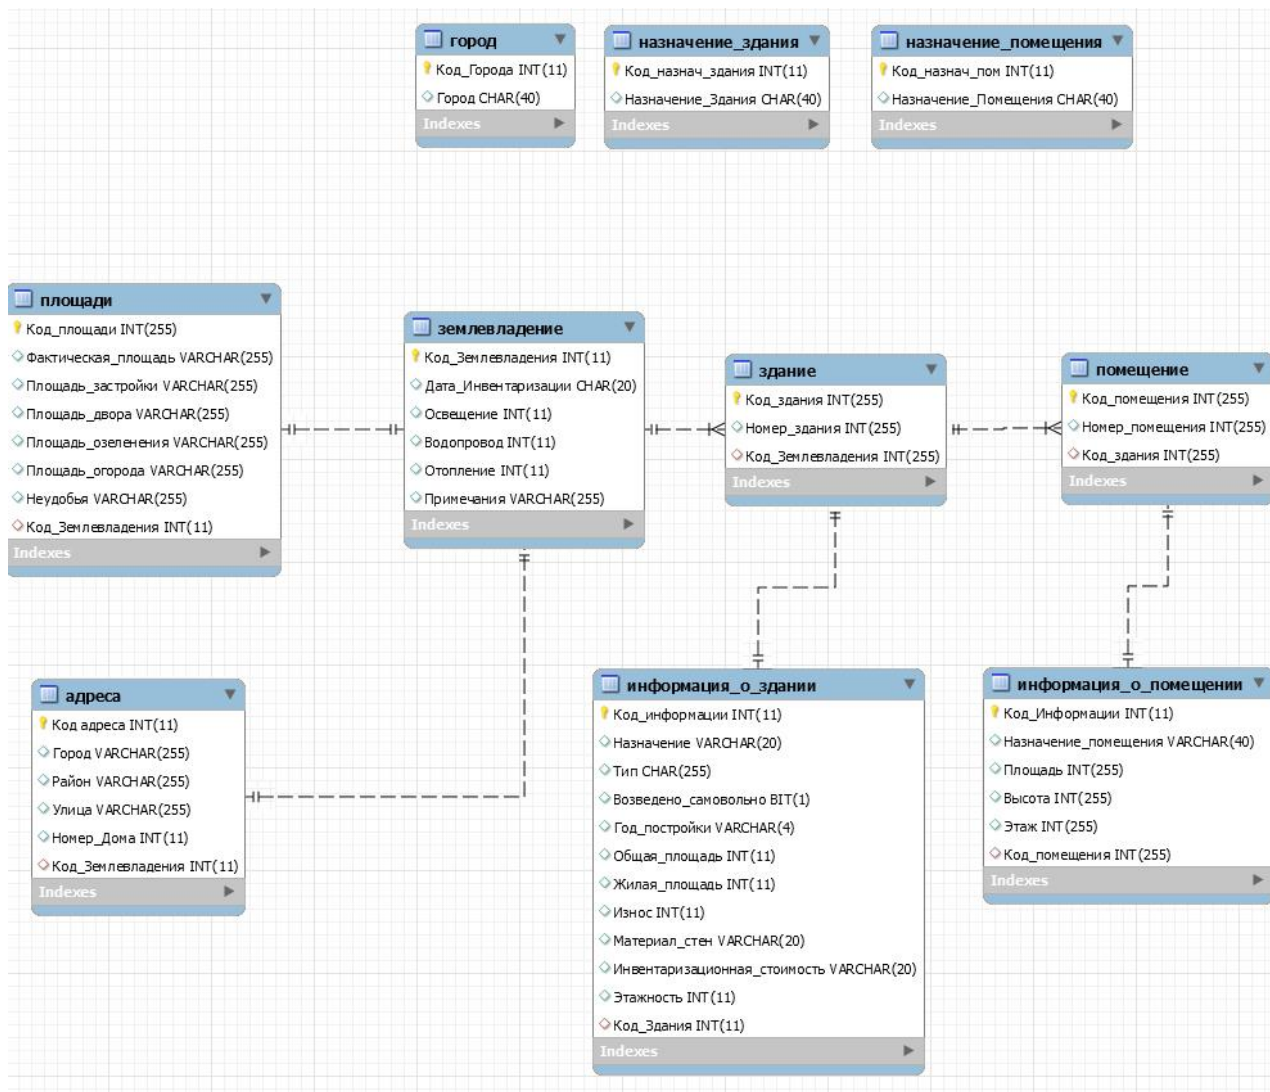 город
Код_Города INT(11)
Город CHAR(40)
Indexes
назначение_здания
Код_назнач_здания INT(11)
Назначение_Здания CHAR(40)
Indexes
назначение_помещения
Код_назнач_пом INT(11)
Назначение_Помещения CHAR(40)
Indexes
площади
Код_площади INT(255)
Фактическая_площадь VARCHAR(255)
Площадь_застройки VARCHAR(255)
Площадь_двора VARCHAR(255)
Площадь_озеленения VARCHAR(255)
Площадь_огорода VARCHAR(255)
Неудобья VARCHAR(255)
Код_Землевладения INT(11)
Indexes
землевладение
Код_Землевладения INT(11)
Дата_Инвентаризации CHAR(20)
Освещение INT(11)
Водопровод INT(11)
Отопление INT(11)
Примечания VARCHAR(255)
Indexes
здание
Код_здания INT(255)
Номер_здания INT(255)
Код_Землевладения INT(255)
Indexes
помещение
Код_помещения INT(255)
Номер_помещения INT(255)
Код_здания INT(255)
Indexes
адреса
Код адреса INT(11)
Город VARCHAR(255)
Район VARCHAR(255)
Улица VARCHAR(255)
Номер_Дома INT(11)
Код_Землевладения INT(11)
Indexes
информация_о_здании
Код_информации INT(11)
Назначение VARCHAR(20)
Тип CHAR(255)
Возведено_самовольно BIT(1)
Год_постройки VARCHAR(4)
Общая_площадь INT(11)
Жилая_площадь INT(11)
Износ INT(11)
Материал_стен VARCHAR(20)
Инвентаризационная_стоимость VARCHAR(20)
Этажность INT(11)
Код_Здания INT(11)
Indexes
информация_о_помещении
Код_Информации INT(11)
Назначение_помещения VARCHAR(40)
Площадь INT(255)
Высота INT(255)
Этаж INT(255)
Код_помещения INT(255)
Indexes